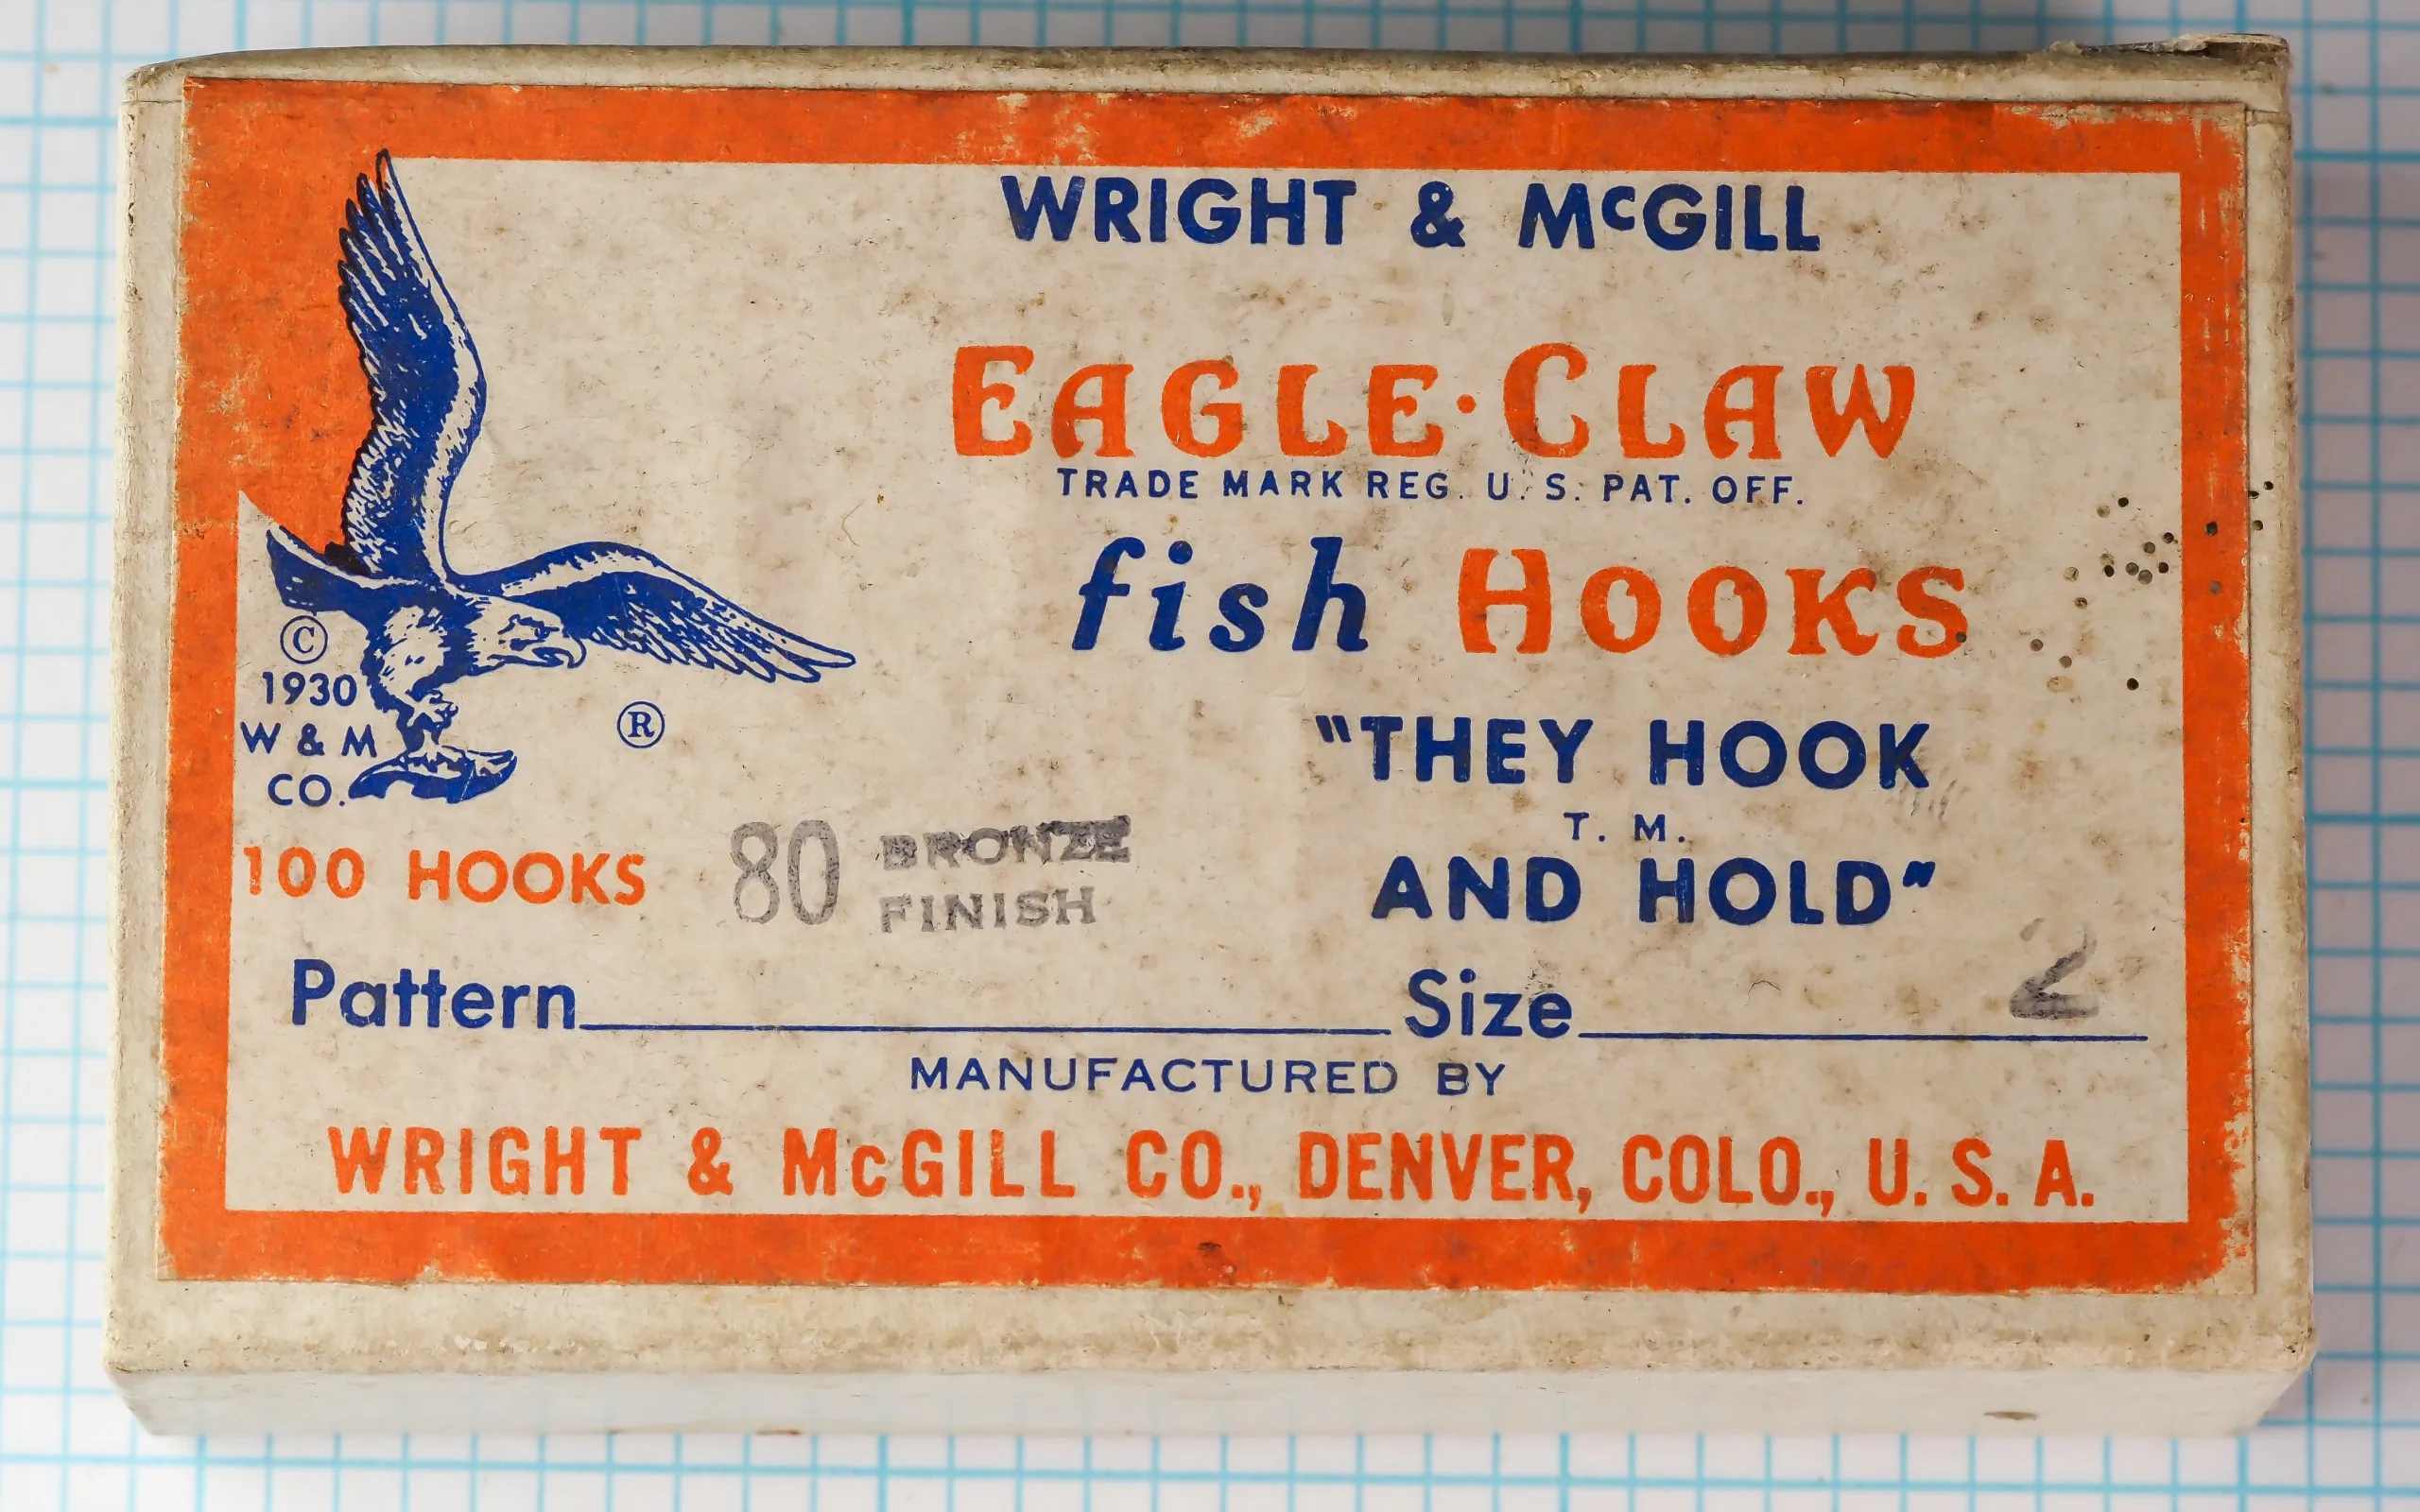 WRIGHT & McGILL
EAGLE·CLAW
TRADE MARK REG. U.S. PAT. OFF.
fish HOOKS
"THEY HOOK
T. M.
AND HOLD"
©
1930
W & M
CO.
®
100 HOOKS 80 BRONZE
FINISH
Pattern Size 2
MANUFACTURED BY
WRIGHT & McGILL CO., DENVER, COLO., U. S. A.